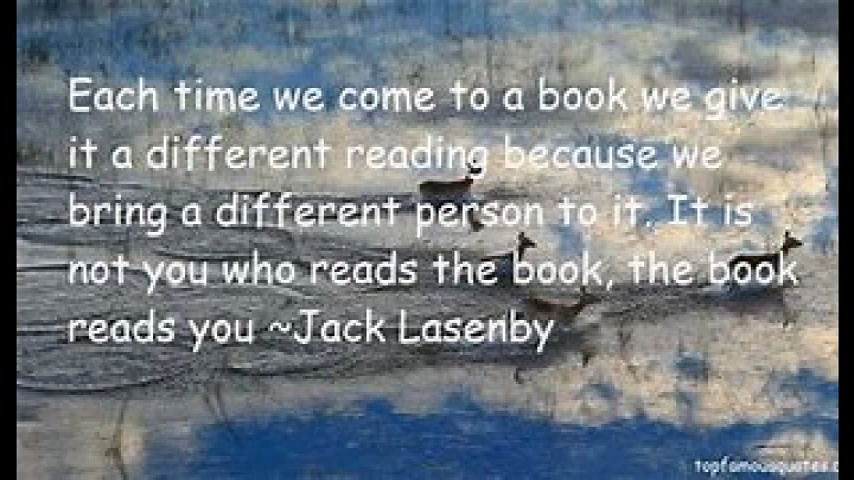 Each time we come to a book we give
it a different reading because we
bring a different person to it. It is
not you who reads the book, the book
reads you ~Jack Lasenby
topfamousquotes.c